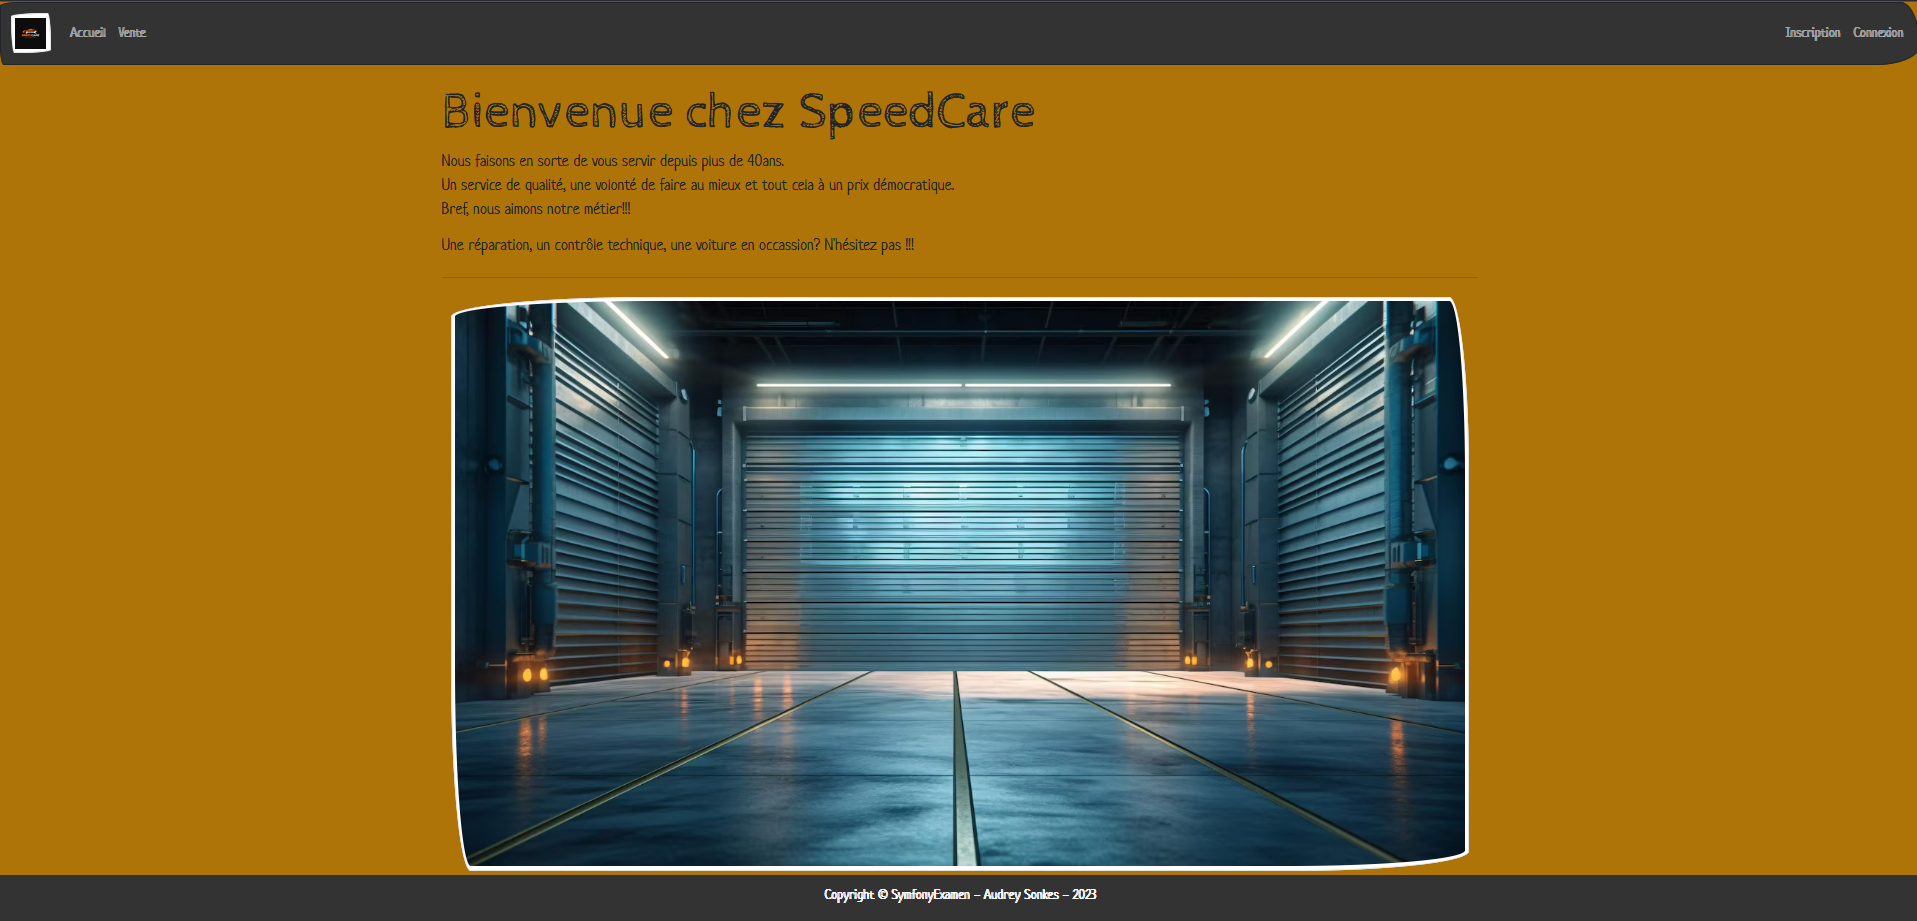 Accueil Vente Inscription Connexion
Bienvenue chez SpeedCare
Nous faisons en sorte de vous servir depuis plus de 40ans.
Un service de qualité, une volonté de faire au mieux et tout cela à un prix démocratique.
Bref, nous aimons notre métier!!!
Une réparation, un contrôle technique, une voiture en occassion? N'hésitez pas !!!
Copyright © SymfonyExamen – Audrey Sonkes – 2023